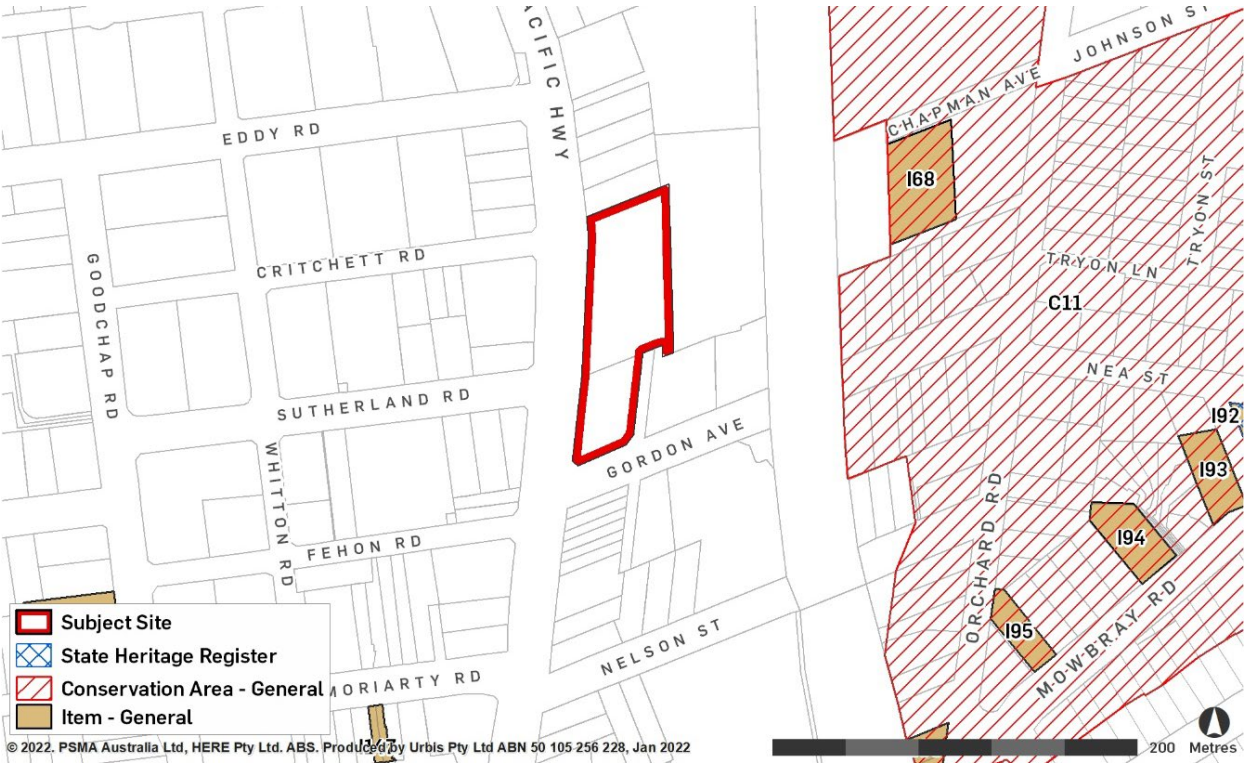 PACIFIC HWY
JOHNSON ST
CHAPMAN AVE
EDDY RD
I68
TRYON ST
CRITCHETT RD
TRYON LN
GOODCHAP RD
C11
NEA ST
SUTHERLAND RD
I92
GORDON AVE
I93
WHITTON RD
ORCHARD RD
I94
FEHON RD
MOWBRAY RD
I95
NELSON ST
Subject Site
State Heritage Register
Conservation Area - General
MORIARTY RD
Item - General
I147
© 2022. PSMA Australia Ltd, HERE Pty Ltd. ABS. Produced by Urbis Pty Ltd ABN 50 105 256 228, Jan 2022
200 Metres